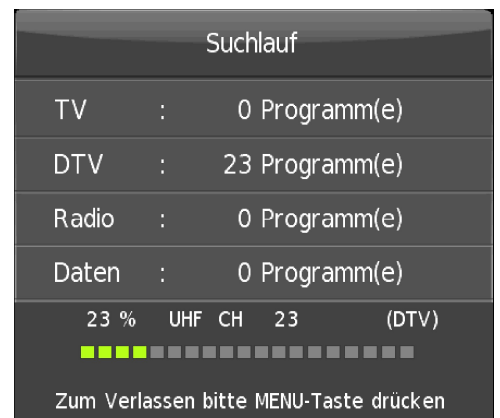 Suchlauf
TV : 0 Programm(e)
DTV : 23 Programm(e)
Radio : 0 Programm(e)
Daten : 0 Programm(e)
23 % UHF CH 23 (DTV)
Zum Verlassen bitte MENU-Taste drücken